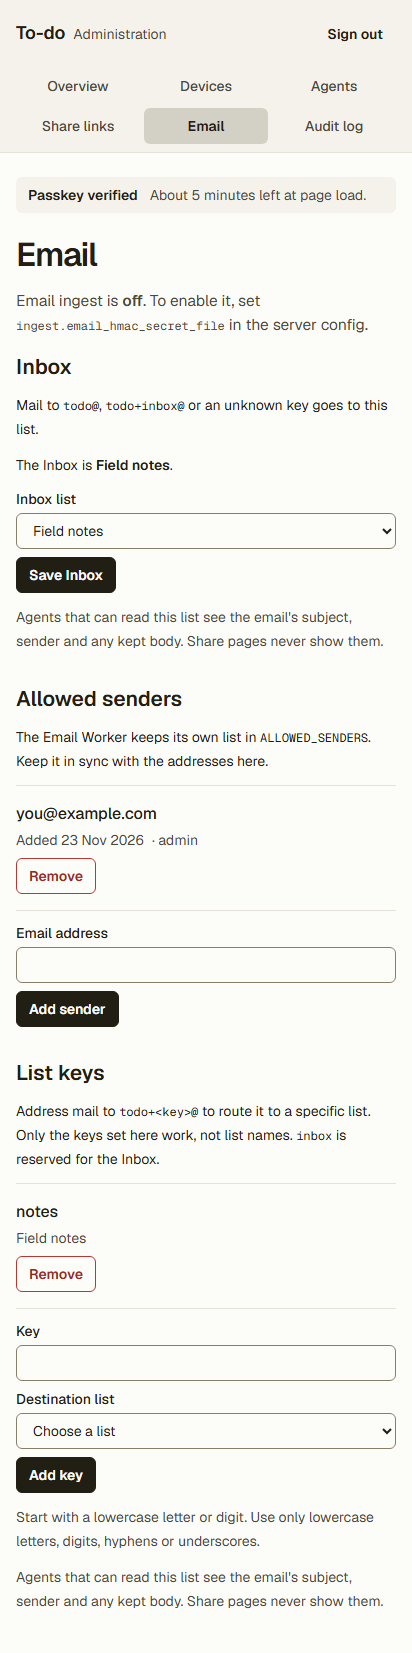 To-do Administration
Sign out
Overview
Devices
Agents
Share links
Email
Audit log
Passkey verified About 5 minutes left at page load.
Email
Email ingest is off. To enable it, set
ingest.email_hmac_secret_file in the server config.
Inbox
Mail to todo@, todo+inbox@ or an unknown key goes to this
list.
The Inbox is Field notes.
Inbox list
Field notes
Save Inbox
Agents that can read this list see the email's subject,
sender and any kept body. Share pages never show them.
Allowed senders
The Email Worker keeps its own list in ALLOWED_SENDERS.
Keep it in sync with the addresses here.
you@example.com
Added 23 Nov 2026 · admin
Remove
Email address
Add sender
List keys
Address mail to todo+<key>@ to route it to a specific list.
Only the keys set here work, not list names. inbox is
reserved for the Inbox.
notes
Field notes
Remove
Key
Destination list
Choose a list
Add key
Start with a lowercase letter or digit. Use only lowercase
letters, digits, hyphens or underscores.
Agents that can read this list see the email's subject,
sender and any kept body. Share pages never show them.